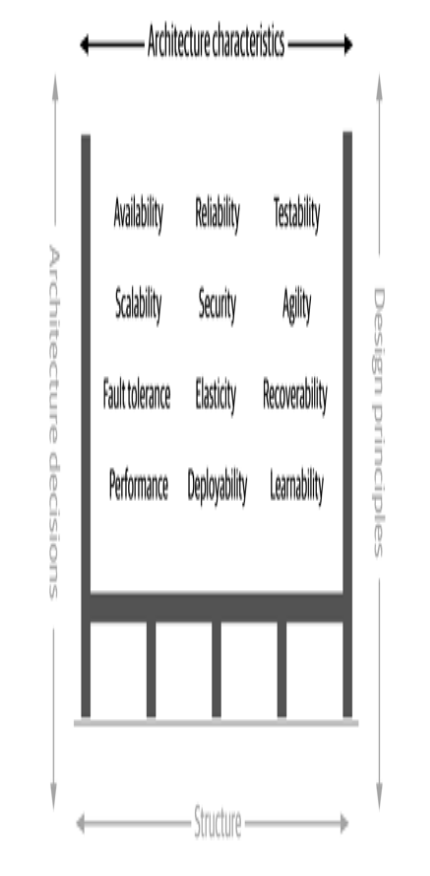 Architecture characteristics
Availability Reliability Testability
Scalability Security Agility
Fault tolerance Elasticity Recoverability
Performance Deployability Learnability
Architecture decisions
Design principles
Structure